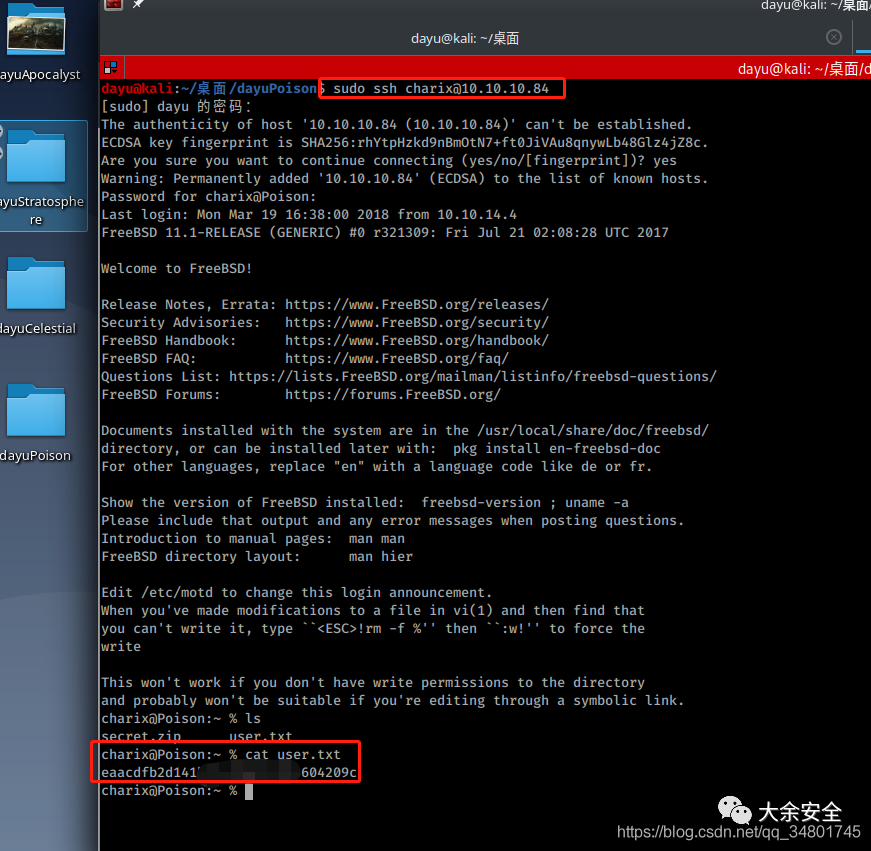 dayu@kali: ~/桌面/
dayu@kali: ~/桌面
dayu@kali: ~/桌面/d
ayuApocalyst
ayuStratosphe
re
dayuCelestial
dayuPoison
dayu@kali:~/桌面/dayuPoison$ sudo ssh charix@10.10.10.84
[sudo] dayu 的密码：
The authenticity of host '10.10.10.84 (10.10.10.84)' can't be established.
ECDSA key fingerprint is SHA256:rhYtpHzkd9nBmOtN7+ft0JiVAu8qnywLb48Glz4jZ8c.
Are you sure you want to continue connecting (yes/no/[fingerprint])? yes
Warning: Permanently added '10.10.10.84' (ECDSA) to the list of known hosts.
Password for charix@Poison:
Last login: Mon Mar 19 16:38:00 2018 from 10.10.14.4
FreeBSD 11.1-RELEASE (GENERIC) #0 r321309: Fri Jul 21 02:08:28 UTC 2017
Welcome to FreeBSD!
Release Notes, Errata: https://www.FreeBSD.org/releases/
Security Advisories:   https://www.FreeBSD.org/security/
FreeBSD Handbook:      https://www.FreeBSD.org/handbook/
FreeBSD FAQ:           https://www.FreeBSD.org/faq/
Questions List: https://lists.FreeBSD.org/mailman/listinfo/freebsd-questions/
FreeBSD Forums:        https://forums.FreeBSD.org/
Documents installed with the system are in the /usr/local/share/doc/freebsd/
directory, or can be installed later with:  pkg install en-freebsd-doc
For other languages, replace "en" with a language code like de or fr.
Show the version of FreeBSD installed:  freebsd-version ; uname -a
Please include that output and any error messages when posting questions.
Introduction to manual pages:  man man
FreeBSD directory layout:      man hier
Edit /etc/motd to change this login announcement.
When you've made modifications to a file in vi(1) and then find that
you can't write it, type ``<ESC>!rm -f %'' then ``:w!'' to force the
write
This won't work if you don't have write permissions to the directory
and probably won't be suitable if you're editing through a symbolic link.
charix@Poison:~ % ls
secret.zip      user.txt
charix@Poison:~ % cat user.txt
eaacdfb2d141 604209c
charix@Poison:~ %
大余安全
https://blog.csdn.net/qq_34801745